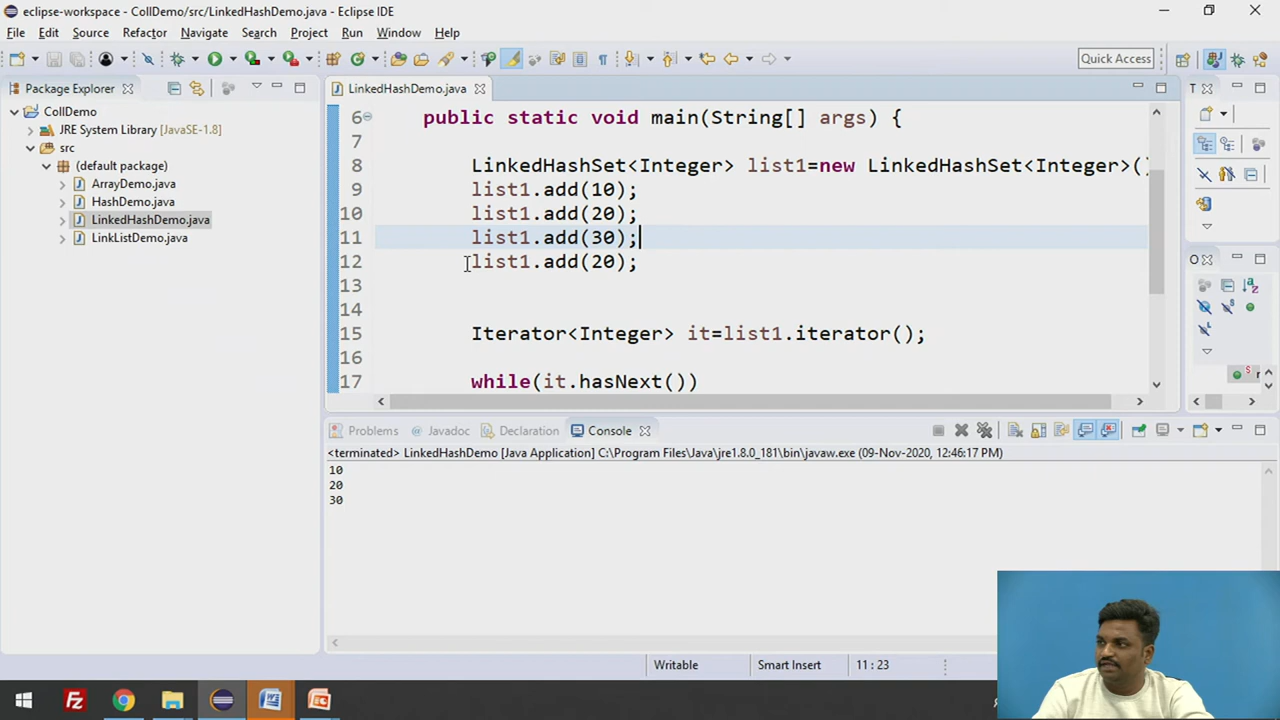 eclipse-workspace - CollDemo/src/LinkedHashDemo.java - Eclipse IDE
File Edit Source Refactor Navigate Search Project Run Window Help
Quick Access
Package Explorer
LinkedHashDemo.java
T
CollDemo
JRE System Library [JavaSE-1.8]
src
(default package)
ArrayDemo.java
HashDemo.java
LinkedHashDemo.java
LinkListDemo.java
6 public static void main(String[] args) {
7
8 LinkedHashSet<Integer> list1=new LinkedHashSet<Integer>()
9 list1.add(10);
10 list1.add(20);
11 list1.add(30);
12 list1.add(20);
13
14
15 Iterator<Integer> it=list1.iterator();
16
17 while(it.hasNext())
O
Problems Javadoc Declaration Console
<terminated> LinkedHashDemo [Java Application] C:\Program Files\Java\jre1.8.0_181\bin\javaw.exe (09-Nov-2020, 12:46:17 PM)
10
20
30
Writable Smart Insert 11 : 23